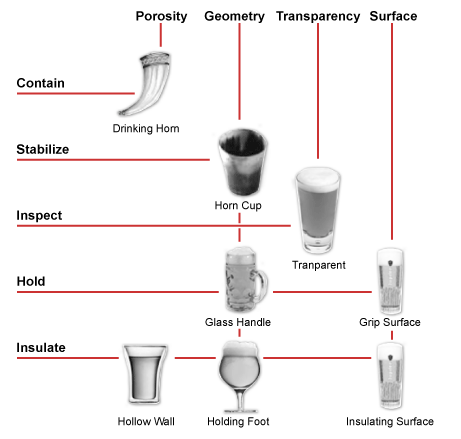 Porosity Geometry Transparency Surface
Contain
Drinking Horn
Stabilize
Horn Cup
Inspect
Tranparent
Hold
Glass Handle Grip Surface
Insulate
Hollow Wall Holding Foot Insulating Surface